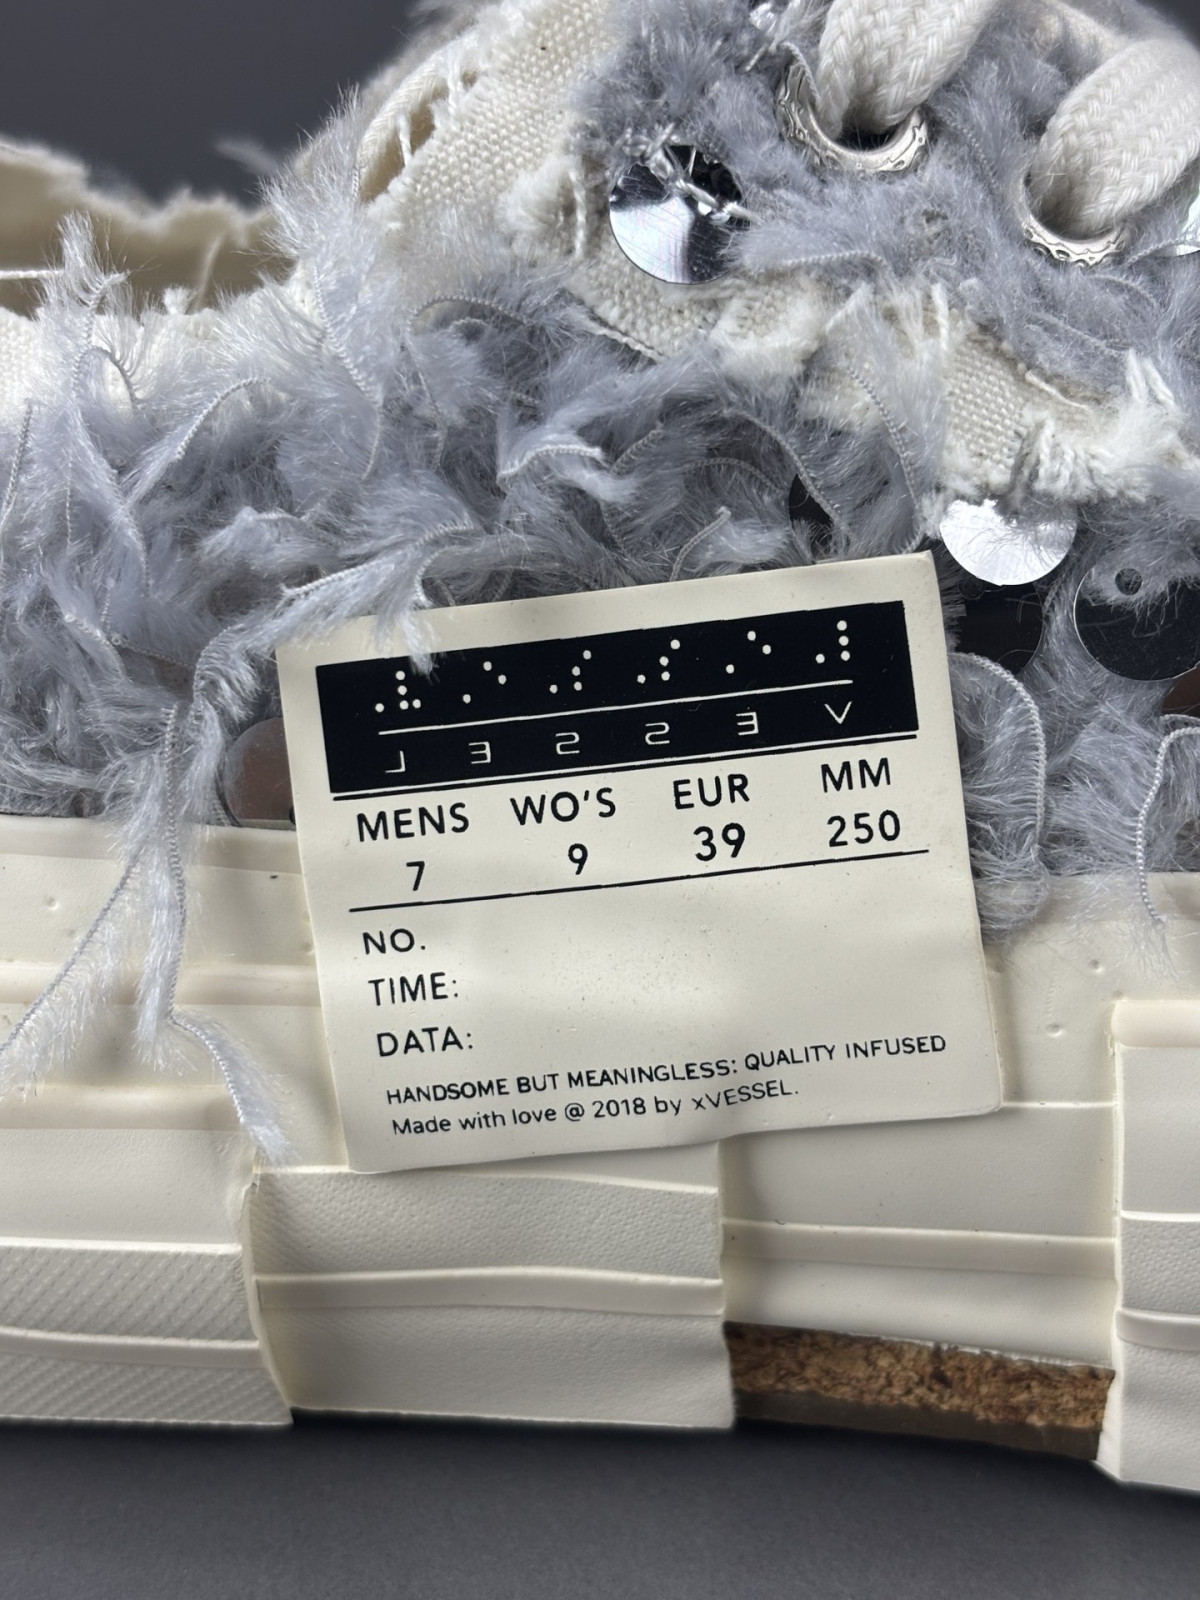 ⅃ Ǝ Ƨ Ƨ Ǝ V
MENS WO'S EUR MM
7 9 39 250
NO.
TIME:
DATA:
HANDSOME BUT MEANINGLESS: QUALITY INFUSED
Made with love @ 2018 by xVESSEL.